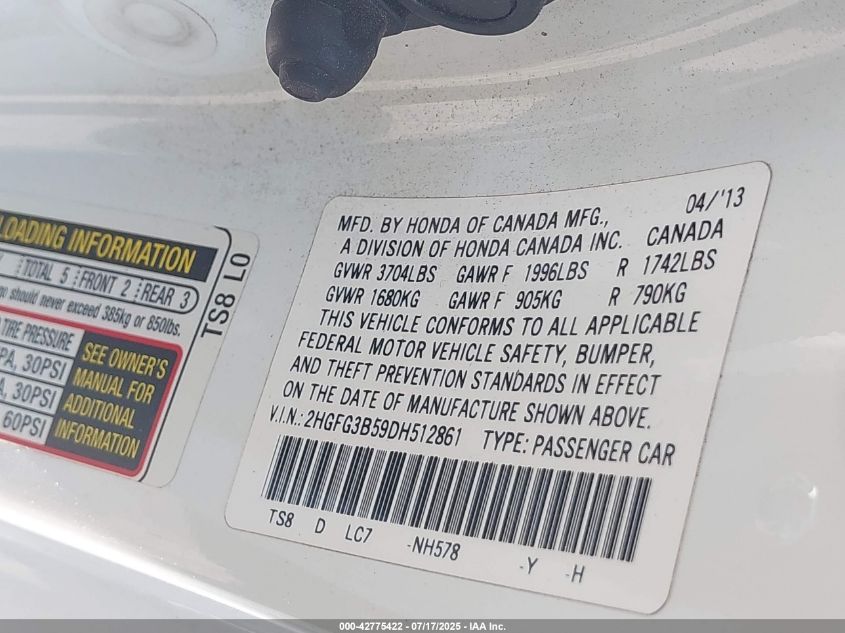 LOADING INFORMATION
TOTAL 5 FRONT 2 REAR 3
should never exceed 385kg or 850lbs.
TIRE PRESSURE
PA, 30PSI
A, 30PSI
60PSI
SEE OWNER'S
MANUAL FOR
ADDITIONAL
INFORMATION
TS8 LO
04/'13
MFD. BY HONDA OF CANADA MFG.,
A DIVISION OF HONDA CANADA INC. CANADA
GVWR 3704LBS GAWR F 1996LBS R 1742LBS
GVWR 1680KG GAWR F 905KG R 790KG
THIS VEHICLE CONFORMS TO ALL APPLICABLE
FEDERAL MOTOR VEHICLE SAFETY, BUMPER,
AND THEFT PREVENTION STANDARDS IN EFFECT
ON THE DATE OF MANUFACTURE SHOWN ABOVE.
V.I.N.: 2HGFG3B59DH512861 TYPE: PASSENGER CAR
TS8 D LC7 -NH578 -Y -H
000-42775422 - 07/17/2025 - IAA Inc.